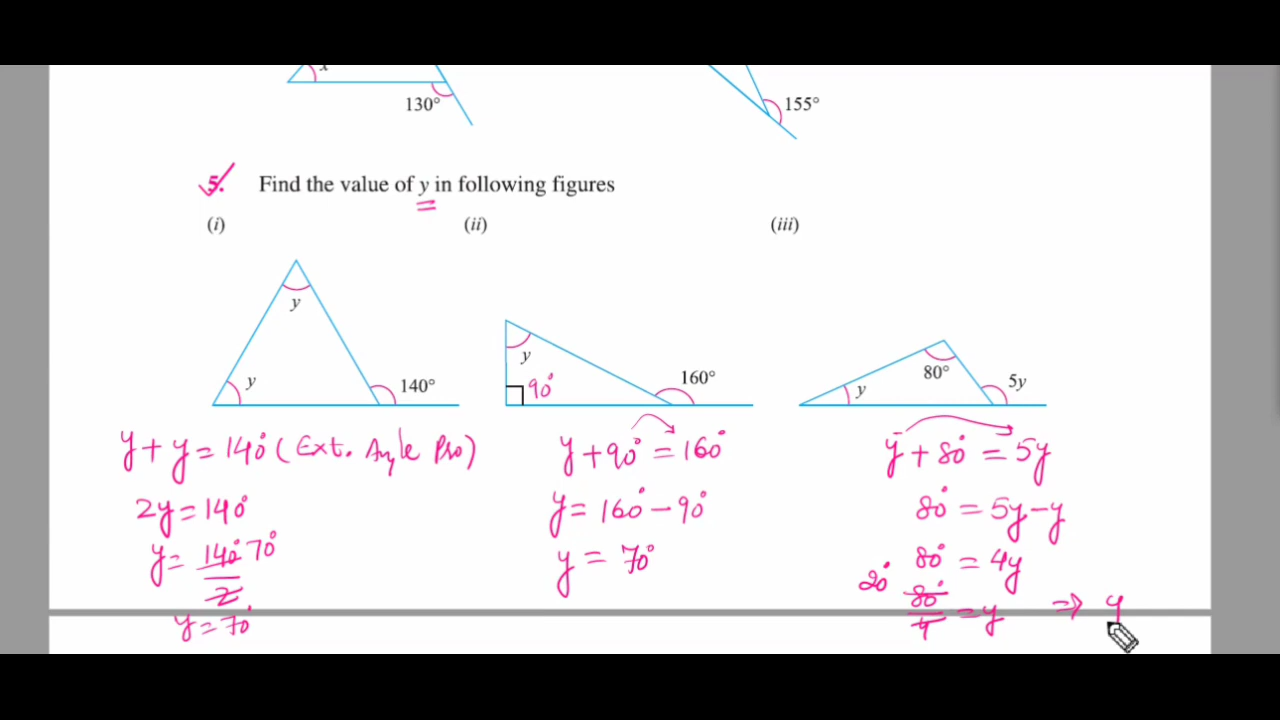 x
130°
155°
5. Find the value of y in following figures
(i) (ii) (iii)
y
y
140°
y
90°
160°
y
80°
5y
y + y = 140° (Ext. Angle Pro)
2y = 140°
y = 140° 70°
2
y = 70°
y + 90° = 160°
y = 160° - 90°
y = 70°
y + 80° = 5y
80° = 5y - y
80° = 4y
20°
80° = y ⇒ y
4